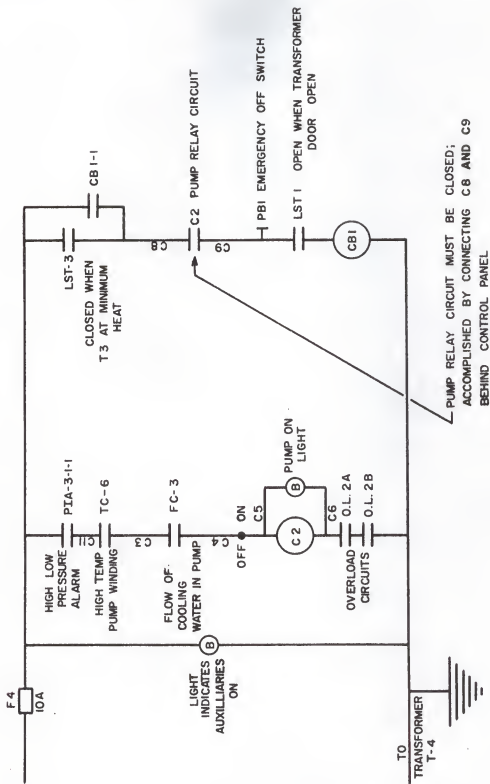 F4
10A
LIGHT
INDICATES
AUXILLIARIES
ON
B
TO
TRANSFORMER
T-4
HIGH LOW
PRESSURE
ALARM
PIA-3-1-1
C11
HIGH TEMP
PUMP WINDING
TC-6
C3
FLOW OF
COOLING
WATER IN PUMP
FC-3
C4
OFF ON
C5
C2
B PUMP ON
LIGHT
C6
O.L. 2A
O.L. 2B
OVERLOAD
CIRCUITS
LST-3
CB 1-1
CLOSED WHEN
T3 AT MINIMUM
HEAT
C8
C2 PUMP RELAY CIRCUIT
C9
PB1 EMERGENCY OFF SWITCH
LST 1 OPEN WHEN TRANSFORMER
DOOR OPEN
CB1
PUMP RELAY CIRCUIT MUST BE CLOSED;
ACCOMPLISHED BY CONNECTING C8 AND C9
BEHIND CONTROL PANEL